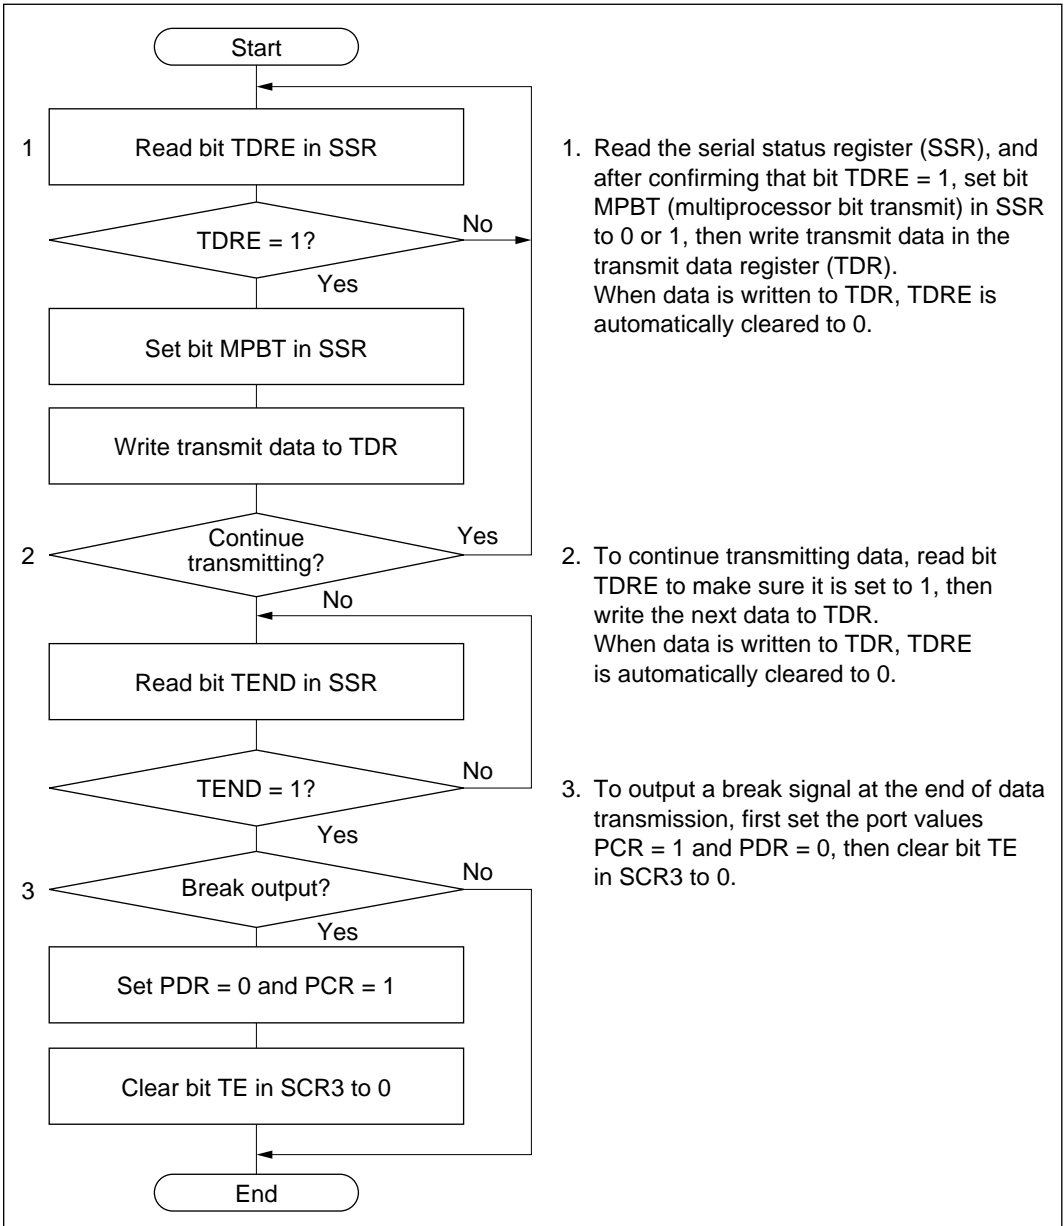 Start
1
Read bit TDRE in SSR
TDRE = 1?
No
Yes
Set bit MPBT in SSR
Write transmit data to TDR
2
Continue
transmitting?
Yes
No
Read bit TEND in SSR
TEND = 1?
No
Yes
3
Break output?
No
Yes
Set PDR = 0 and PCR = 1
Clear bit TE in SCR3 to 0
End
1. Read the serial status register (SSR), and
after confirming that bit TDRE = 1, set bit
MPBT (multiprocessor bit transmit) in SSR
to 0 or 1, then write transmit data in the
transmit data register (TDR).
When data is written to TDR, TDRE is
automatically cleared to 0.
2. To continue transmitting data, read bit
TDRE to make sure it is set to 1, then
write the next data to TDR.
When data is written to TDR, TDRE
is automatically cleared to 0.
3. To output a break signal at the end of data
transmission, first set the port values
PCR = 1 and PDR = 0, then clear bit TE
in SCR3 to 0.